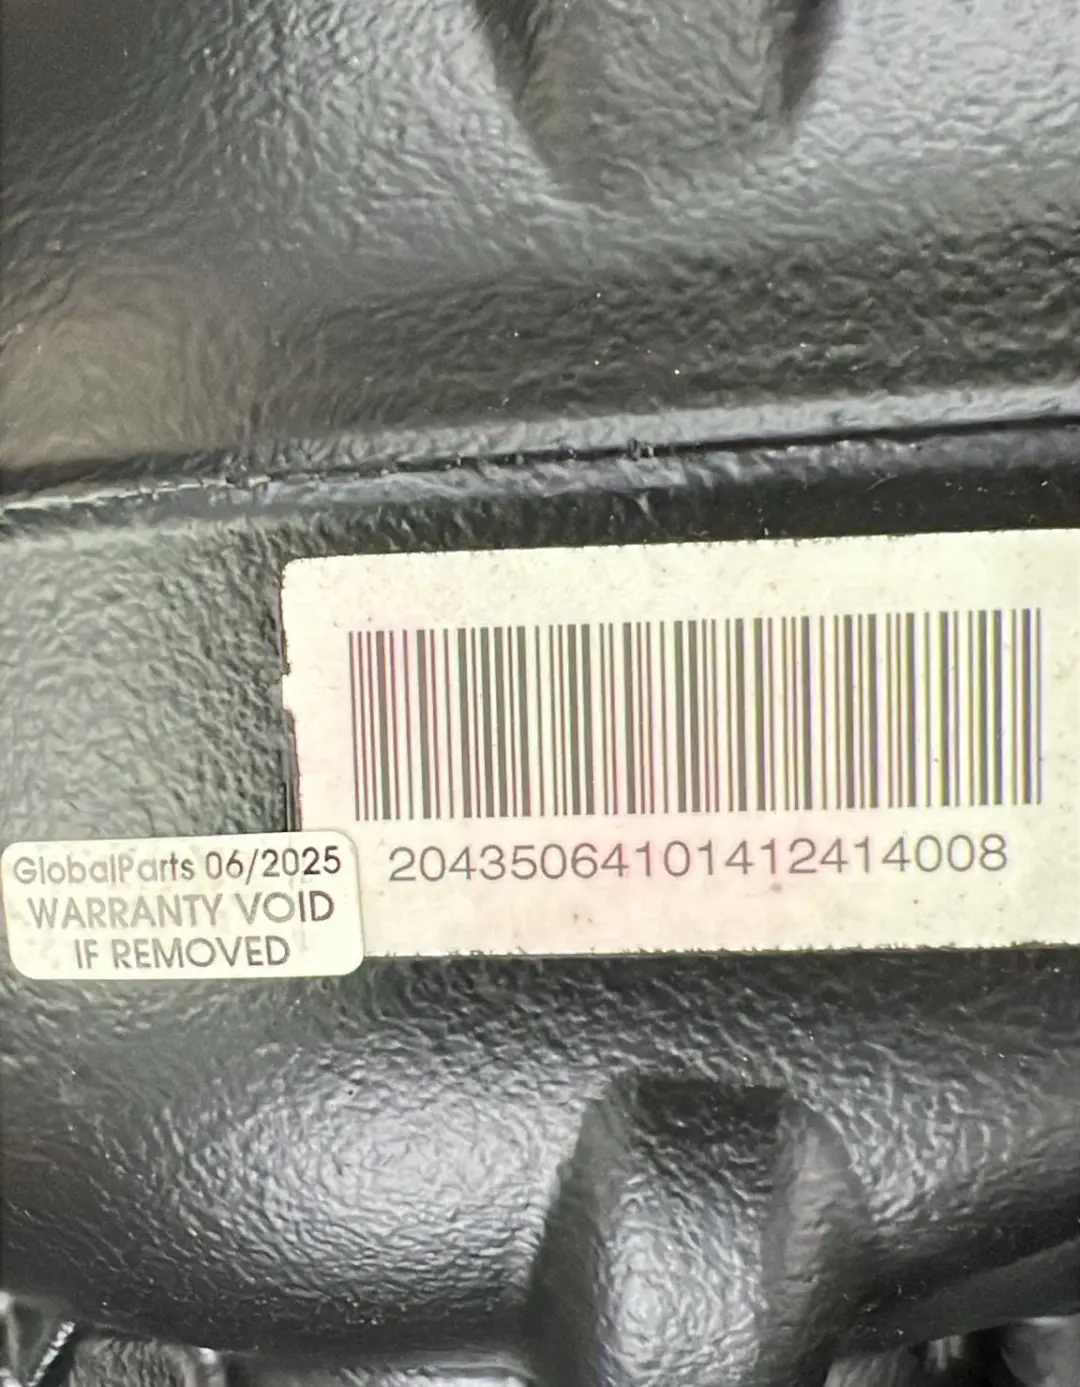 20435064101412414008
GlobalParts 06/2025
WARRANTY VOID
IF REMOVED